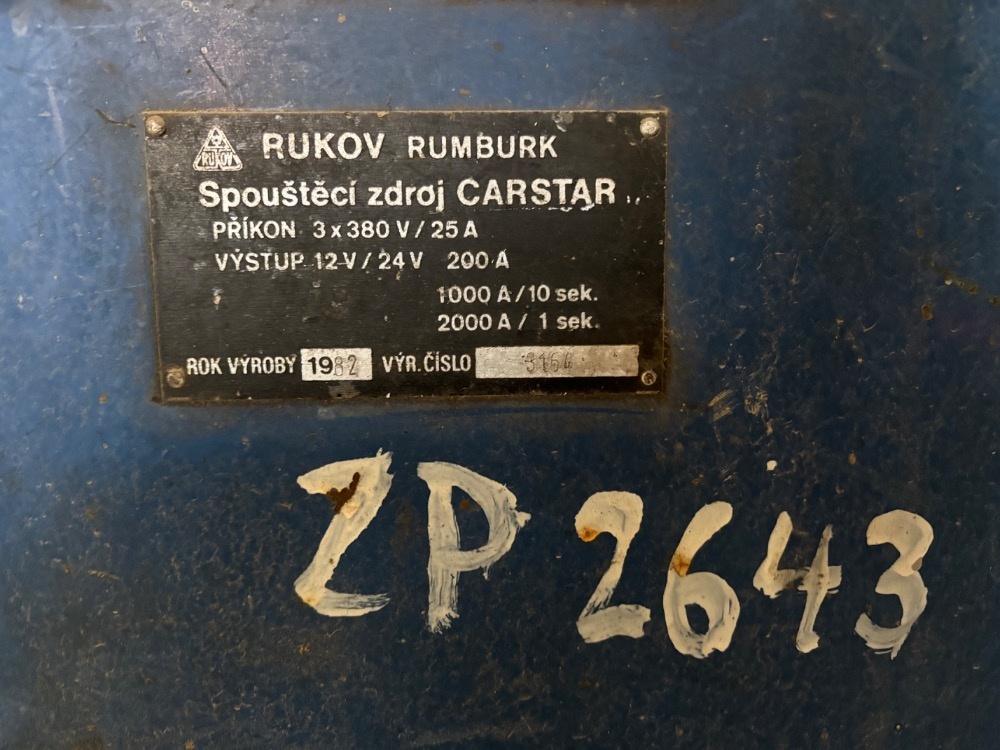 RUKOV
RUKOV RUMBURK
Spouštěcí zdroj CARSTAR
PŘÍKON 3 x 380 V / 25 A
VÝSTUP 12 V / 24 V 200 A
1000 A / 10 sek.
2000 A / 1 sek.
ROK VÝROBY 1982 VÝR. ČÍSLO 3164
ZP 2643